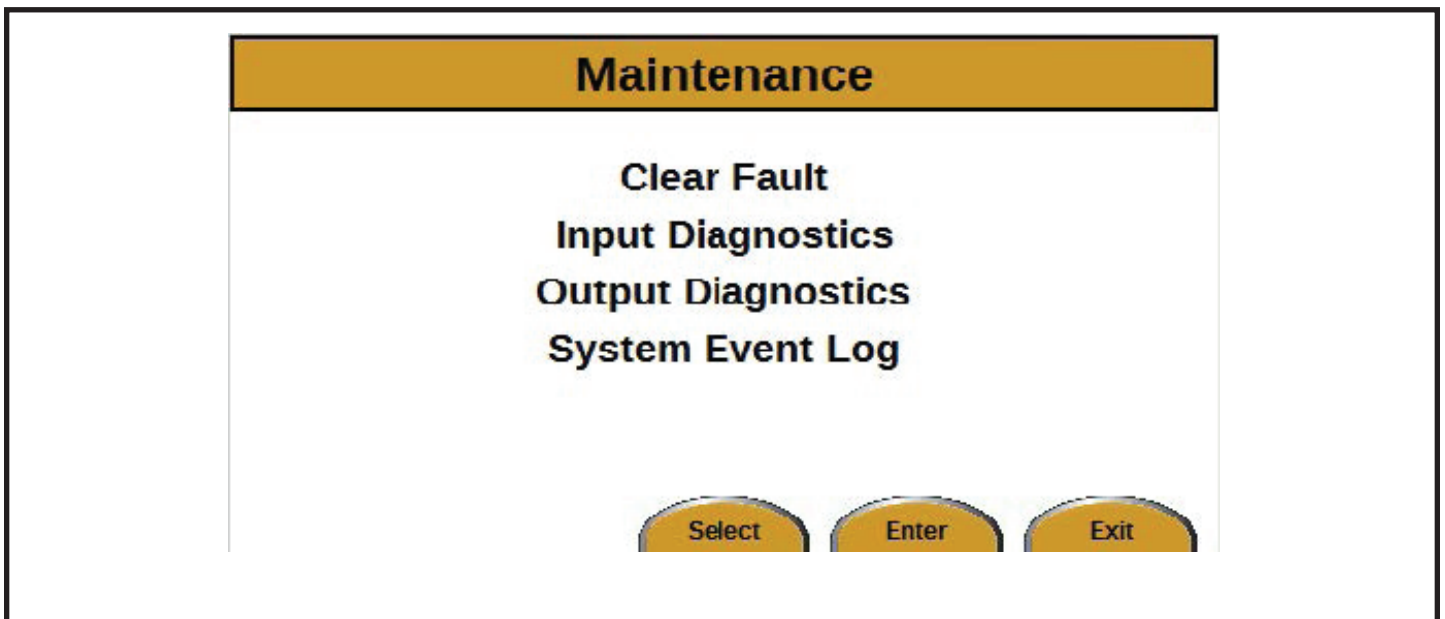 Maintenance
Clear Fault
Input Diagnostics
Output Diagnostics
System Event Log
Select Enter Exit